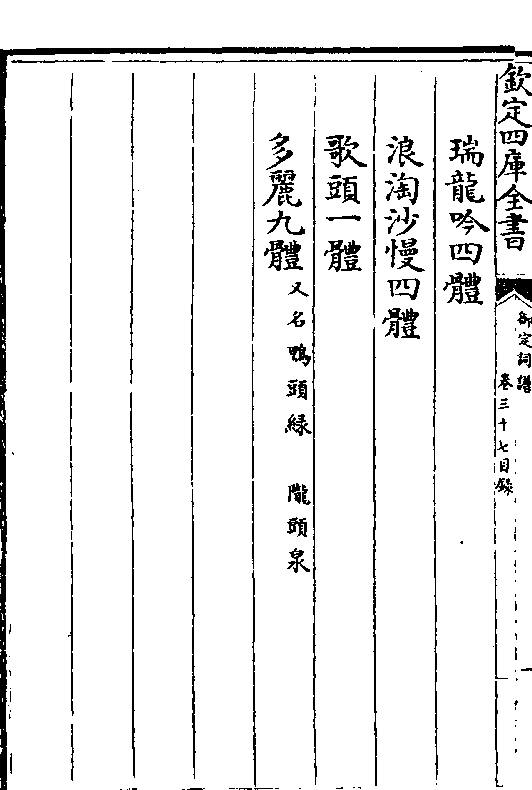 欽定四庫全書
御定詞譜
卷三十七目錄
瑞龍吟四體
浪淘沙慢四體
歌頭一體
多麗九體 又名鴨頭緑 隴頭泉